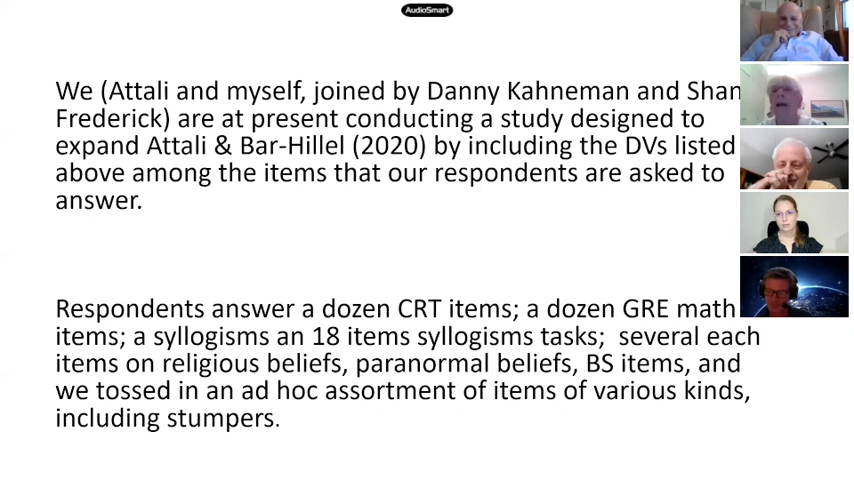 AudioSmart
We (Attali and myself, joined by Danny Kahneman and Shan
Frederick) are at present conducting a study designed to
expand Attali & Bar-Hillel (2020) by including the DVs listed
above among the items that our respondents are asked to
answer.
Respondents answer a dozen CRT items; a dozen GRE math
items; a syllogisms an 18 items syllogisms tasks;  several each
items on religious beliefs, paranormal beliefs, BS items, and
we tossed in an ad hoc assortment of items of various kinds,
including stumpers.